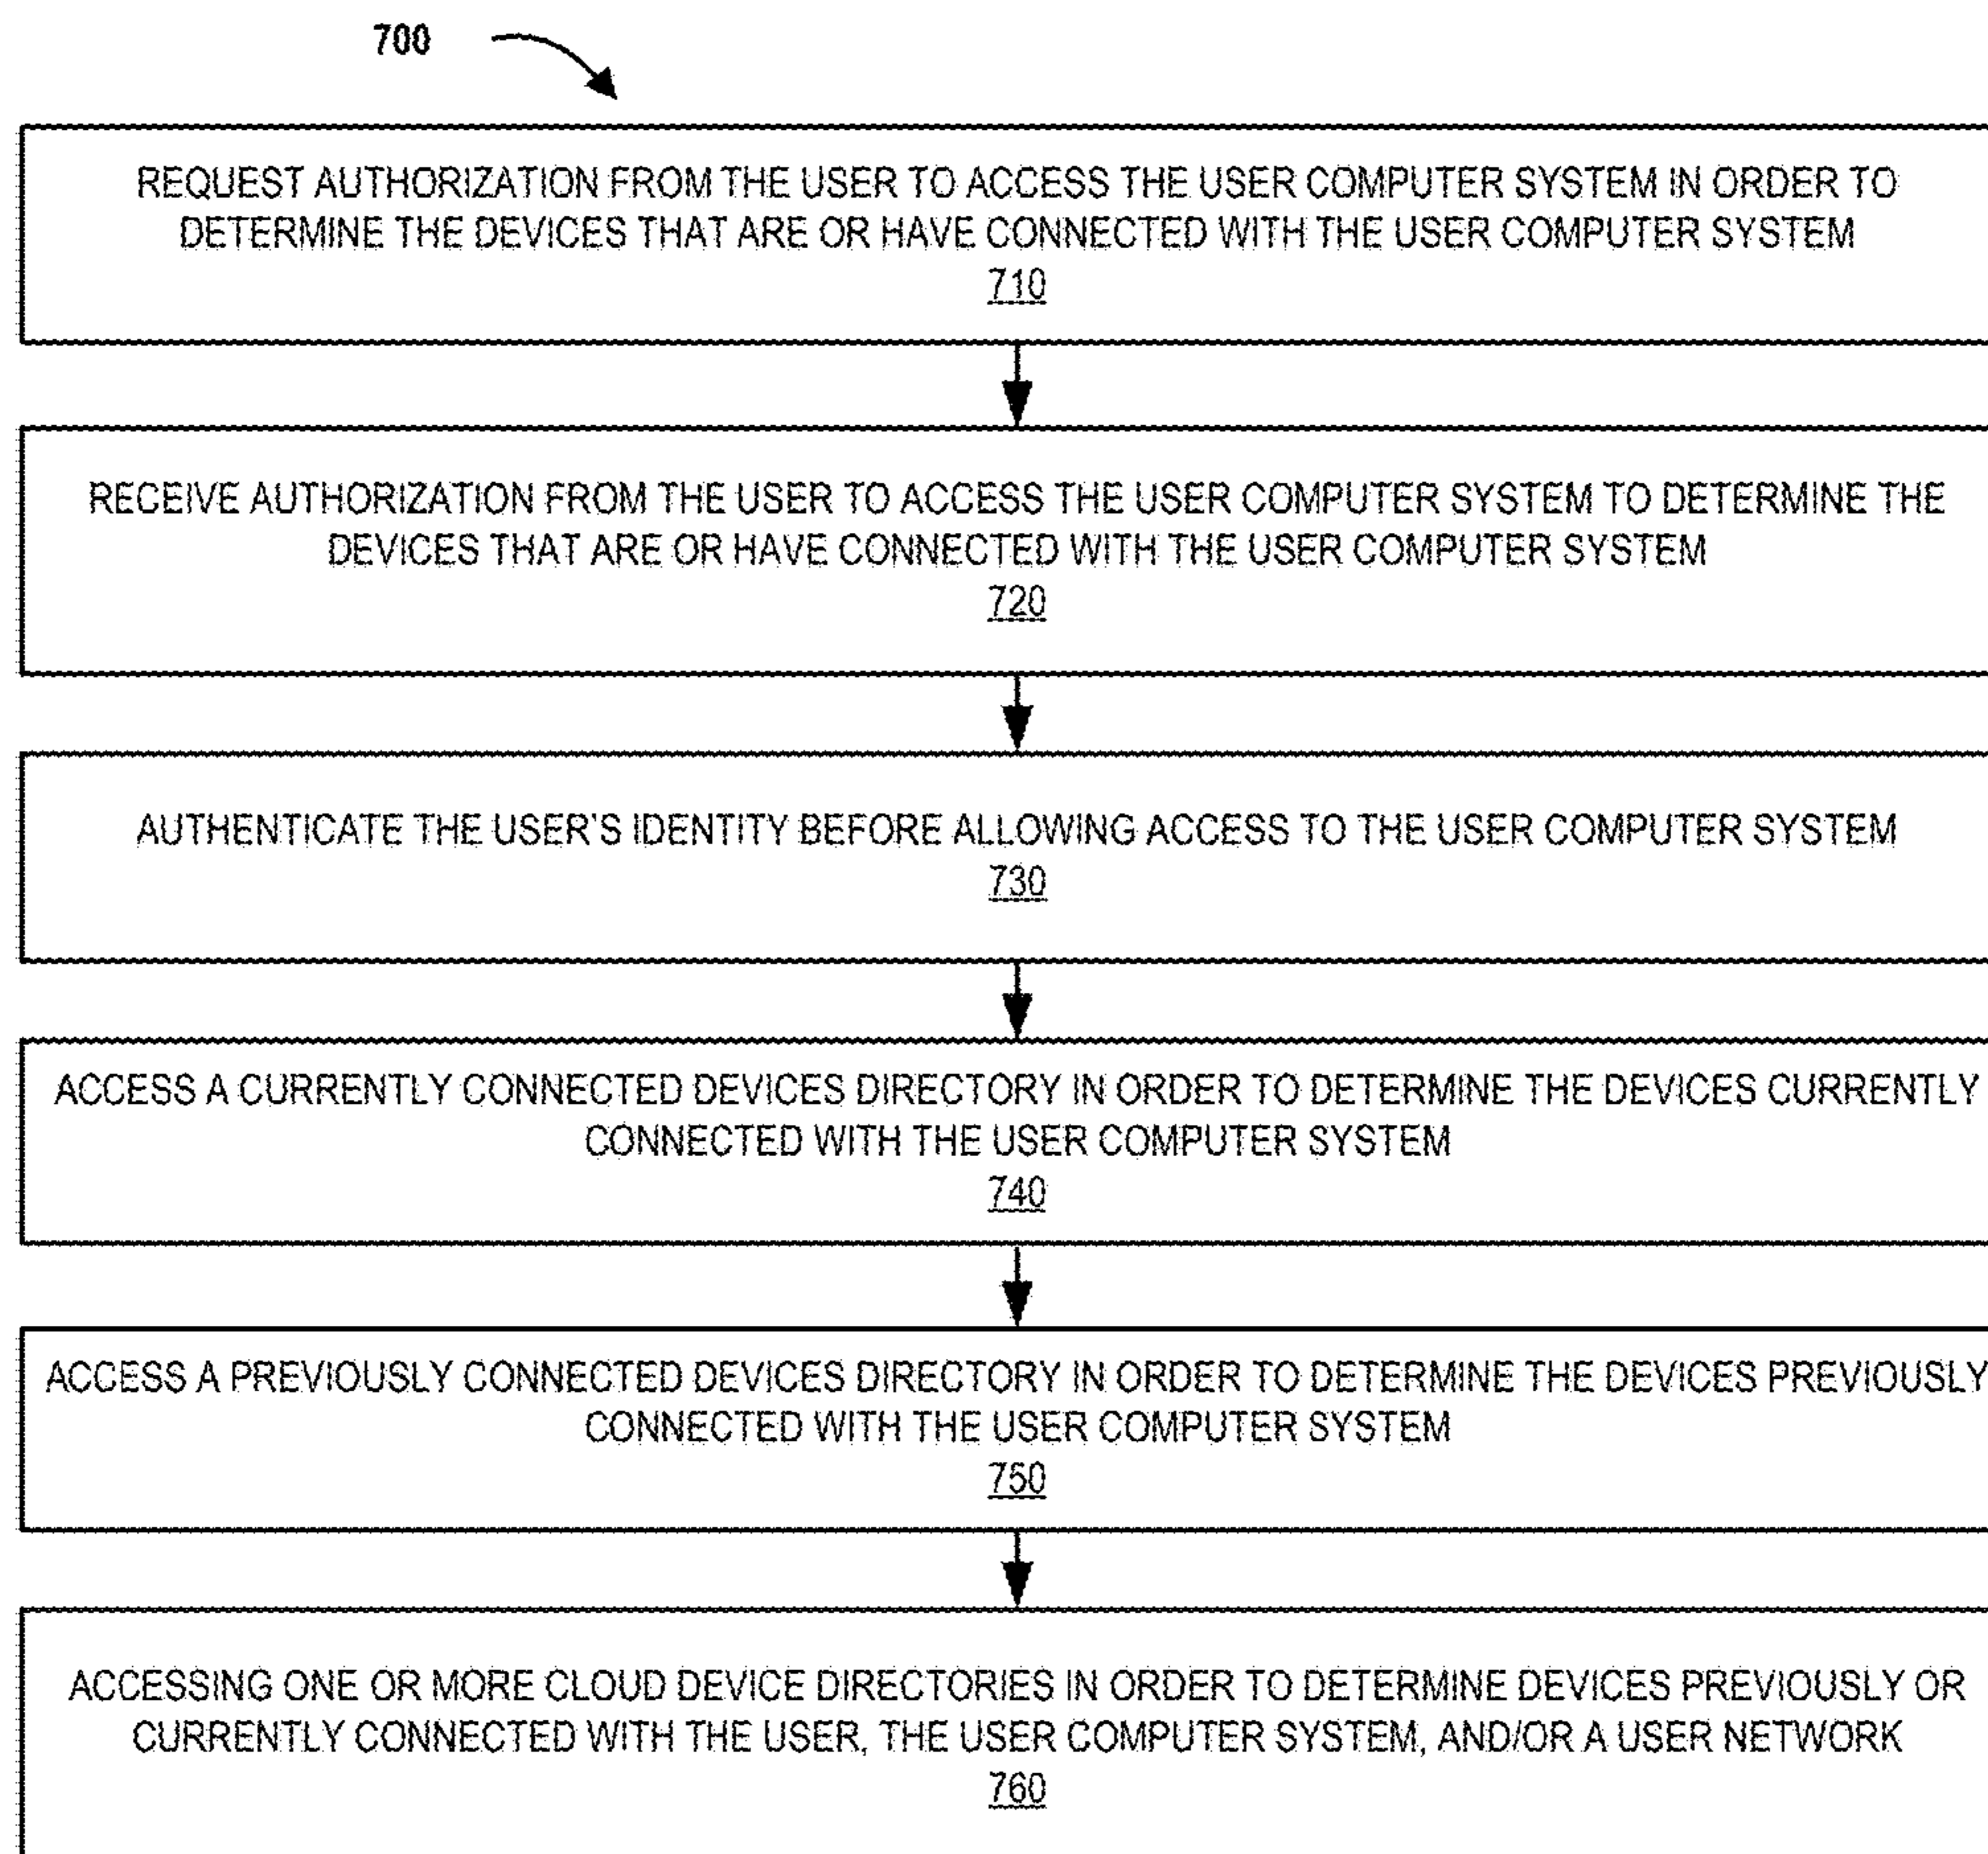 700
REQUEST AUTHORIZATION FROM THE USER TO ACCESS THE USER COMPUTER SYSTEM IN ORDER TO
DETERMINE THE DEVICES THAT ARE OR HAVE CONNECTED WITH THE USER COMPUTER SYSTEM
710
RECEIVE AUTHORIZATION FROM THE USER TO ACCESS THE USER COMPUTER SYSTEM TO DETERMINE THE
DEVICES THAT ARE OR HAVE CONNECTED WITH THE USER COMPUTER SYSTEM
720
AUTHENTICATE THE USER'S IDENTITY BEFORE ALLOWING ACCESS TO THE USER COMPUTER SYSTEM
730
ACCESS A CURRENTLY CONNECTED DEVICES DIRECTORY IN ORDER TO DETERMINE THE DEVICES CURRENTLY
CONNECTED WITH THE USER COMPUTER SYSTEM
740
ACCESS A PREVIOUSLY CONNECTED DEVICES DIRECTORY IN ORDER TO DETERMINE THE DEVICES PREVIOUSLY
CONNECTED WITH THE USER COMPUTER SYSTEM
750
ACCESSING ONE OR MORE CLOUD DEVICE DIRECTORIES IN ORDER TO DETERMINE DEVICES PREVIOUSLY OR
CURRENTLY CONNECTED WITH THE USER, THE USER COMPUTER SYSTEM, AND/OR A USER NETWORK
760